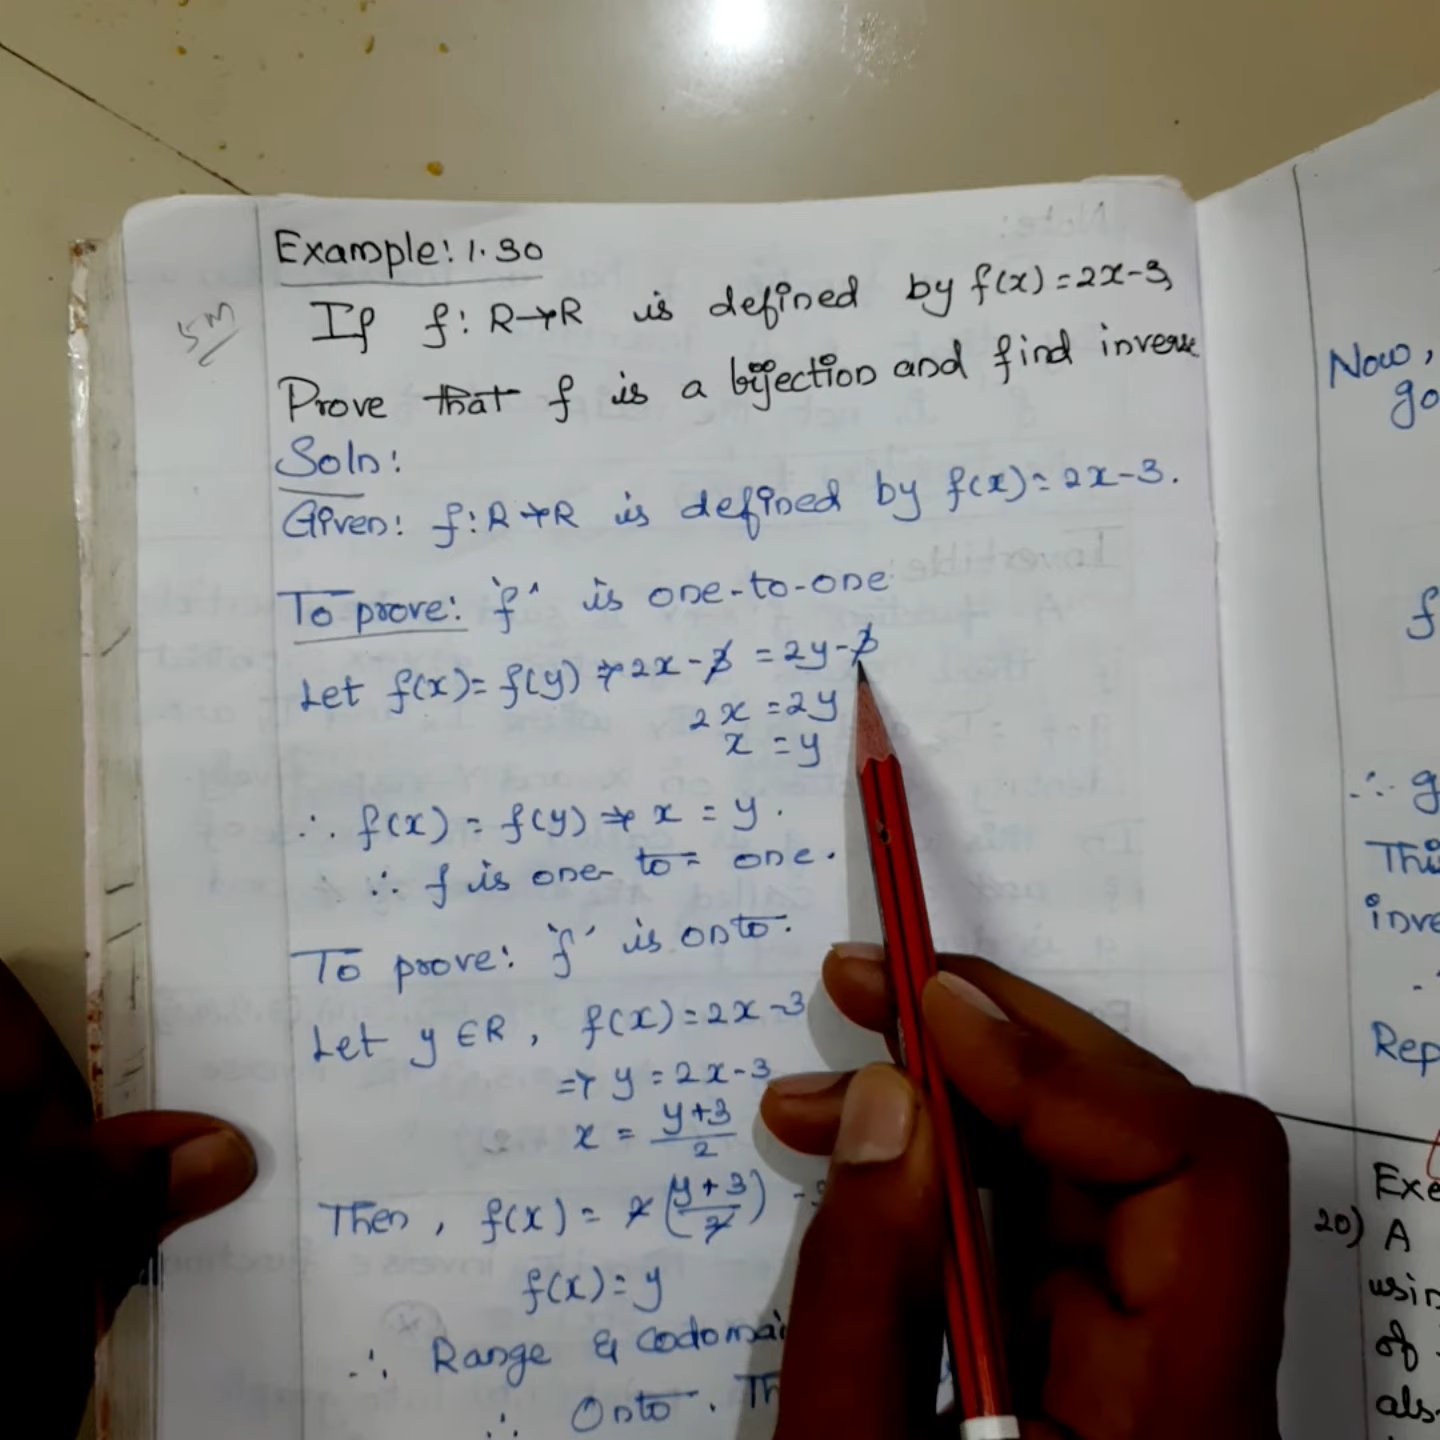 Example: 1.30
5M
If f: R→R is defined by f(x)=2x-3,
Prove that f is a bijection and find inverse
Soln:
Given: f: R→R is defined by f(x)=2x-3.
To prove: 'f' is one-to-one
Let f(x)= f(y) ⇒ 2x-3 = 2y-3
2x = 2y
x = y
∴ f(x) = f(y) ⇒ x = y.
∴ f is one-to-one.
To prove: 'f' is onto.
Let y ∈ R, f(x)=2x-3
⇒ y = 2x-3
x = y+3/2
Then, f(x) = 2(y+3/2) -
f(x)= y
∴ Range & codomai
∴ Onto. Th
Now,
go
f
∴ g
Thi
inve
Rep
Exe
20) A
usin
of
als